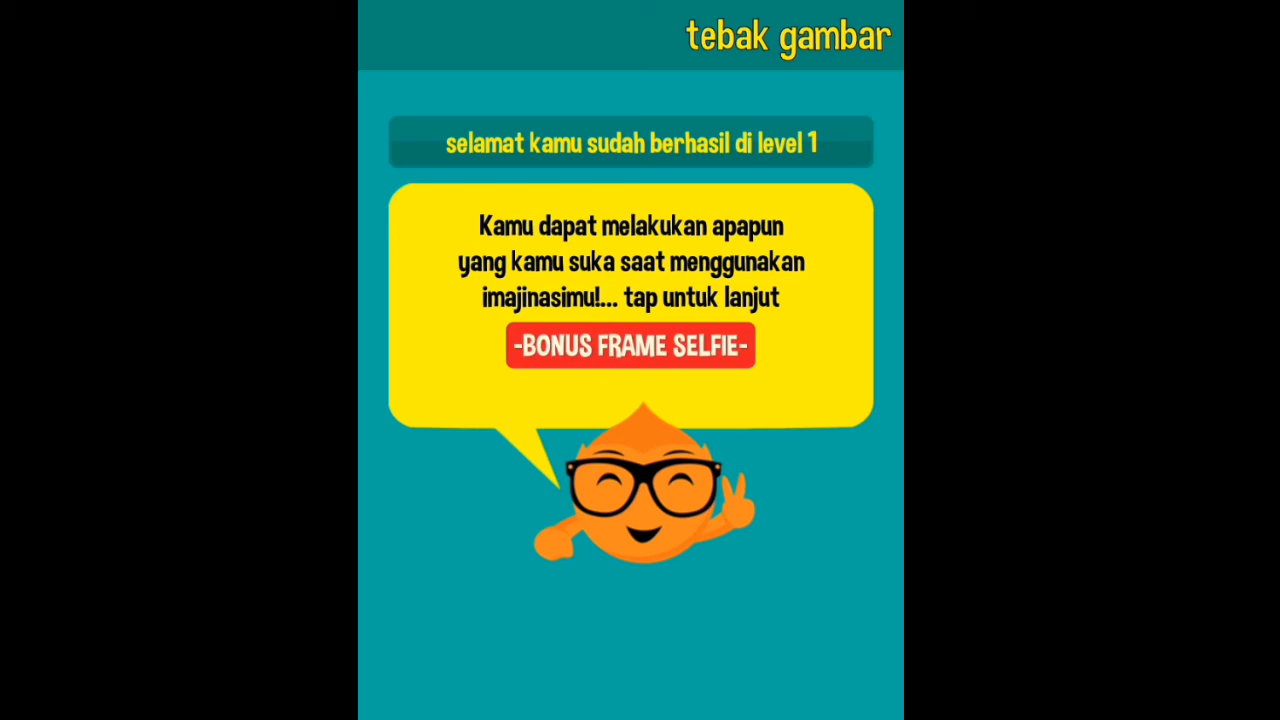 tebak gambar
selamat kamu sudah berhasil di level 1
Kamu dapat melakukan apapun
yang kamu suka saat menggunakan
imajinasimu!... tap untuk lanjut
-BONUS FRAME SELFIE-